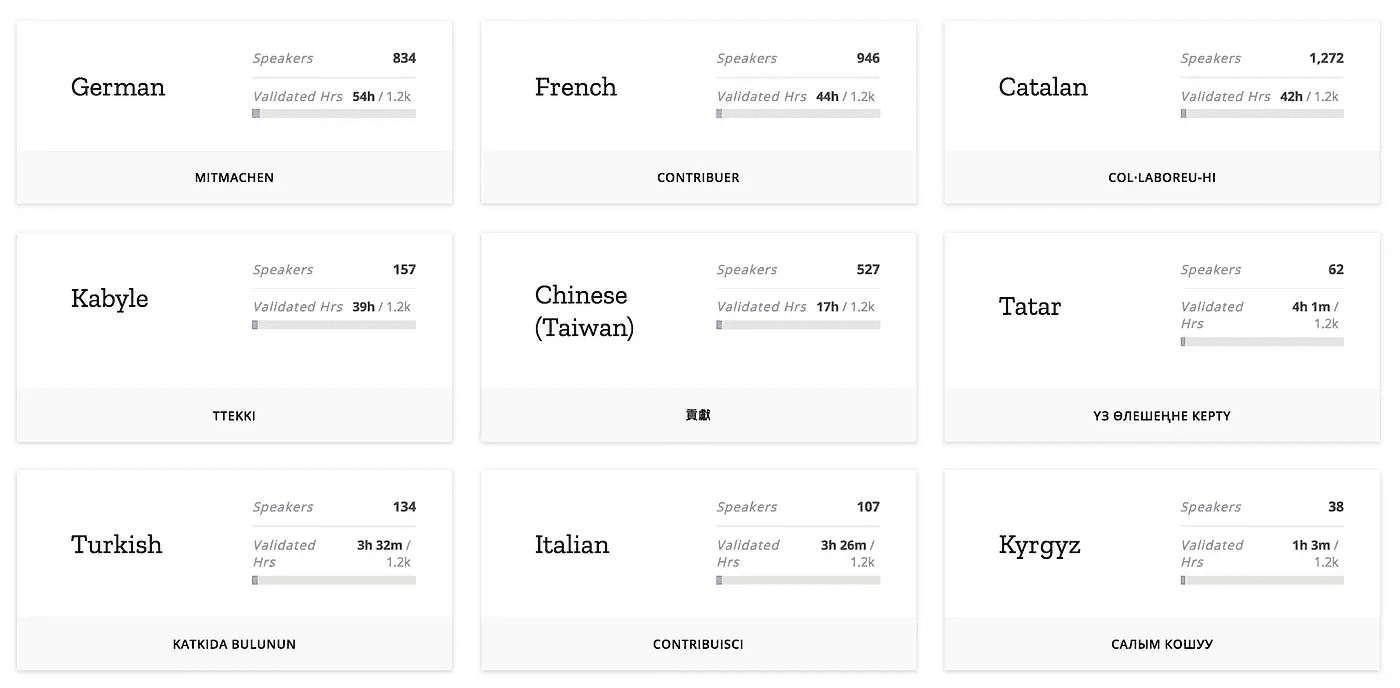 German
Speakers 834
Validated Hrs 54h / 1.2k
MITMACHEN
French
Speakers 946
Validated Hrs 44h / 1.2k
CONTRIBUER
Catalan
Speakers 1,272
Validated Hrs 42h / 1.2k
COL·LABOREU-HI
Kabyle
Speakers 157
Validated Hrs 39h / 1.2k
TTEKKI
Chinese
(Taiwan)
Speakers 527
Validated Hrs 17h / 1.2k
貢獻
Tatar
Speakers 62
Validated 4h 1m /
Hrs 1.2k
ҮЗ ӨЛЕШЕҢНЕ КЕРТҮ
Turkish
Speakers 134
Validated 3h 32m /
Hrs 1.2k
KATKIDA BULUNUN
Italian
Speakers 107
Validated 3h 26m /
Hrs 1.2k
CONTRIBUISCI
Kyrgyz
Speakers 38
Validated 1h 3m /
Hrs 1.2k
САЛЫМ КОШУУ